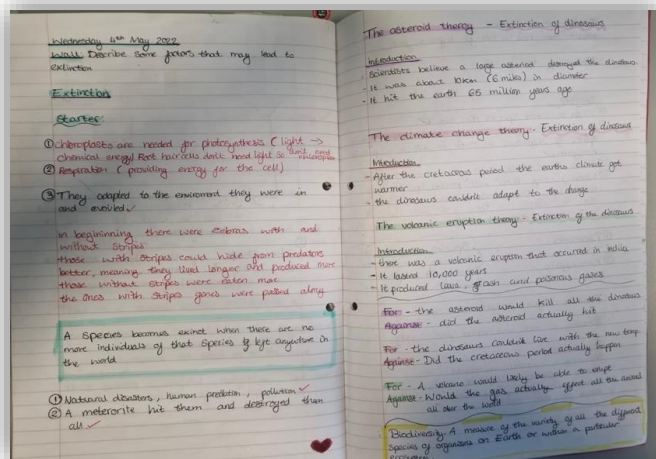 Wednesday 4th May 2022
WALL: Describe some factors that may lead to
extinction
Extinction
Starter
① chloroplasts are needed for photosynthesis (light →
chemical energy) Root hair cells don't need light so don't need
② Respiration (providing energy for the cell)
③ They adapted to the enviroment they were in
and evolved ✓
in beginning there were zebras with and
without stripes
those with stripes could hide from predators
better, meaning they lived longer and produced more
those without stripes were eaten more
the ones with stripes genes were passed along
A species becomes exinct when there are no
more individuals of that species left anywhere in
the world
① Natural disasters, human predation, pollution ✓
② A meterorite hit them and destroyed them
all ✓
The asteroid theory - Extinction of dinosaurs
Introduction
- Scientists believe a large asteroid destroyed the dinosaurs
- It was about 10km (6 miles) in diameter
- It hit the earth 65 million years ago
The climate change theory - Extinction of dinosaurs
Introduction
- After the cretaceous period the earths climate got
warmer
- the dinosaurs couldn't adapt to the change
The volcanic eruption theory - Extinction of the dinosaurs
Introduction
- there was a volcanic eruption that occurred in India
- It lasted 10,000 years
- It produced lava, ash and poisonous gases
For - the asteroid would kill all the dinosaurs
Against - did the asteroid actually hit
For - the dinosaurs couldn't live with the new temp
Against - Did the cretaceous period actually happen
For - A volcano would likely be able to erupt
Against - Would the gas actually effect all the
all over the world
Biodiversity - A measure of the variety of all the different
species of organisms on Earth or within a particular
ecosystem